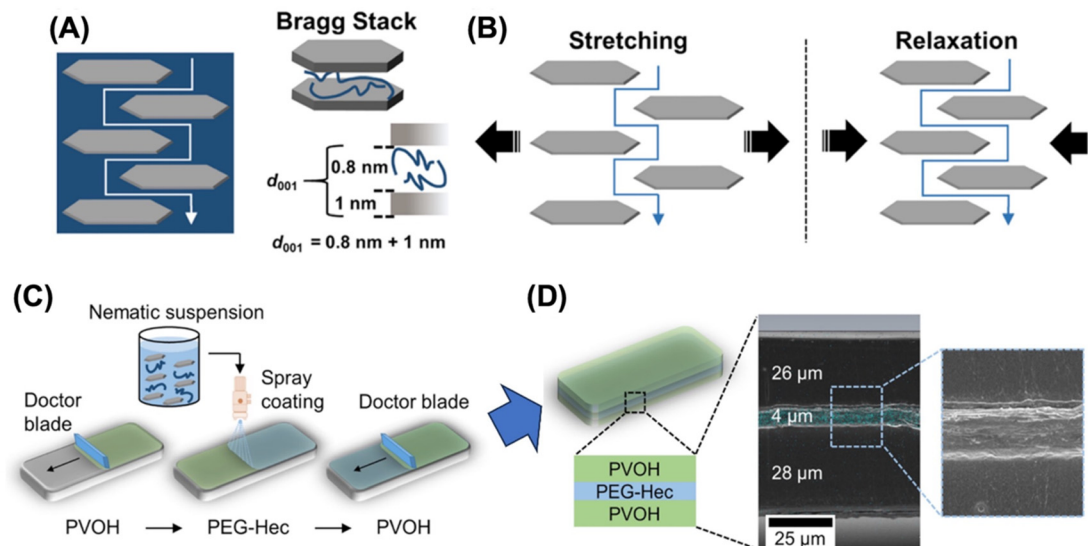 (A)
Bragg Stack
d001
0.8 nm
1 nm
d001 = 0.8 nm + 1 nm
(B)
Stretching
Relaxation
(C)
Nematic suspension
Doctor
blade
Spray
coating
Doctor blade
PVOH
PEG-Hec
PVOH
(D)
PVOH
PEG-Hec
PVOH
26 μm
4 μm
28 μm
25 μm